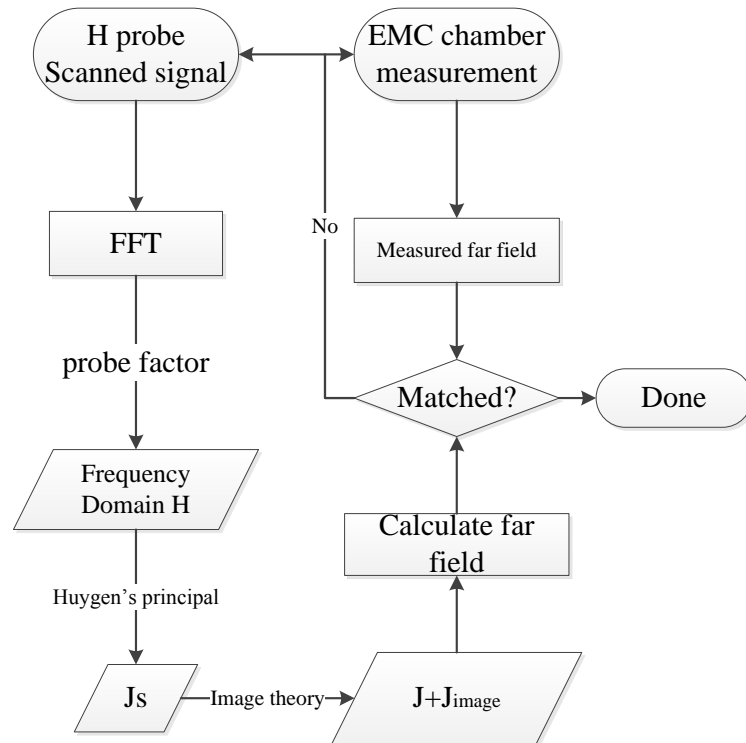 H probe
Scanned signal
EMC chamber
measurement
FFT
No
Measured far field
probe factor
Matched?
Done
Frequency
Domain H
Calculate far
field
Huygen's principal
Js
Image theory
J+Jimage